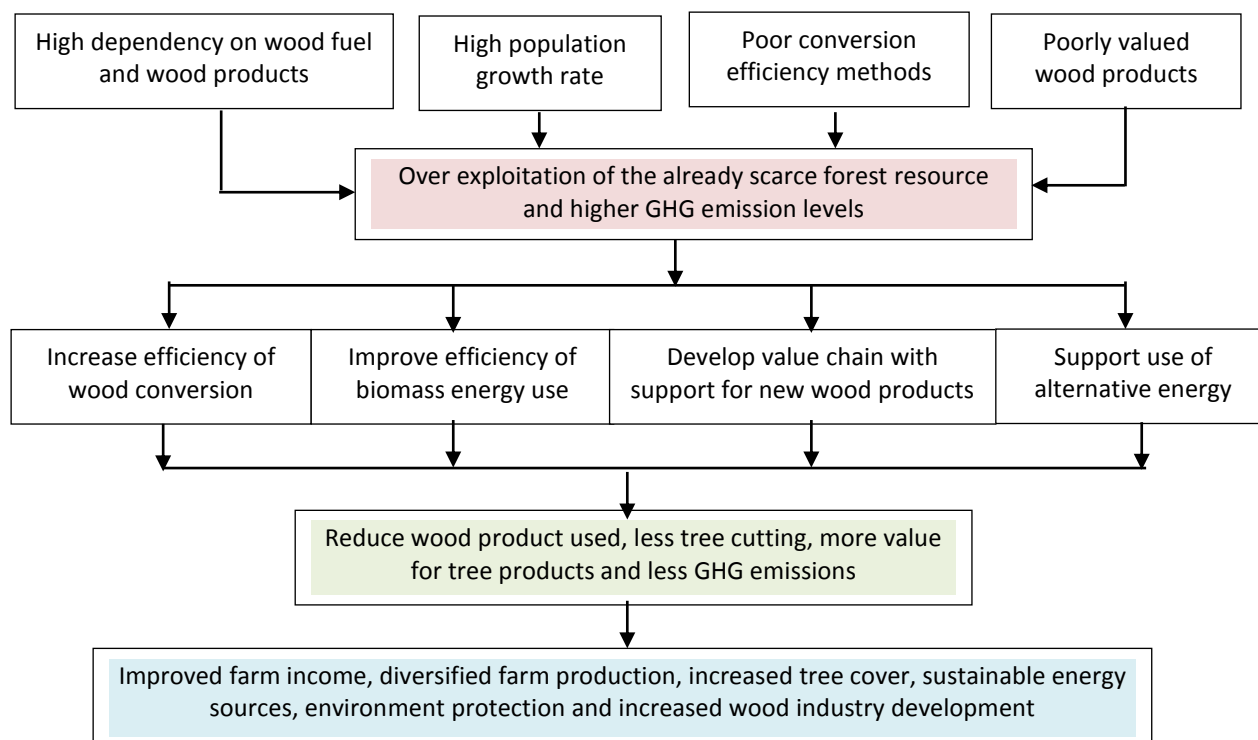 High dependency on wood fuel
and wood products
High population
growth rate
Poor conversion
efficiency methods
Poorly valued
wood products
Over exploitation of the already scarce forest resource
and higher GHG emission levels
Increase efficiency of
wood conversion
Improve efficiency of
biomass energy use
Develop value chain with
support for new wood products
Support use of
alternative energy
Reduce wood product used, less tree cutting, more value
for tree products and less GHG emissions
Improved farm income, diversified farm production, increased tree cover, sustainable energy
sources, environment protection and increased wood industry development